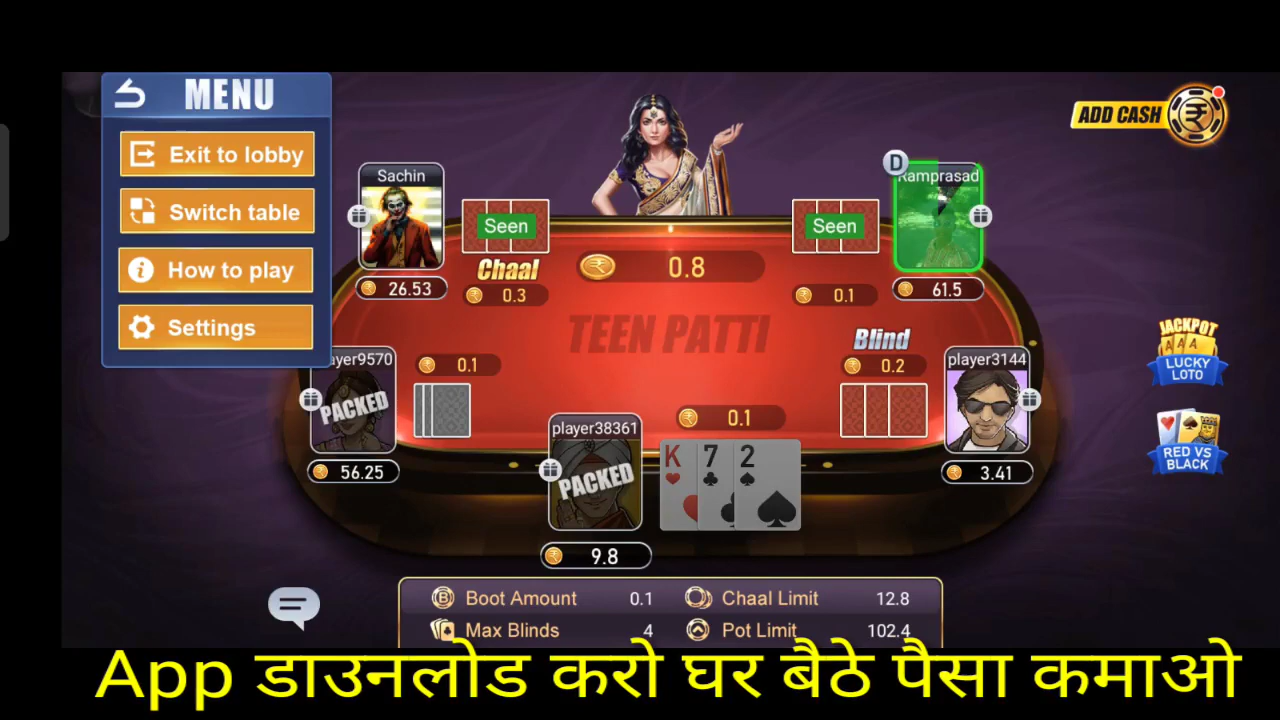 MENU
Exit to lobby
Switch table
How to play
Settings
ADD CASH
Sachin
Seen
Chaal
0.3
26.53
0.8
D
Ramprasad
Seen
0.1
61.5
TEEN PATTI
JACKPOT
A A A
LUCKY
LOTO
RED VS
BLACK
ayer9570
PACKED
0.1
56.25
Blind
0.2
player3144
3.41
0.1
player38361
PACKED
K 7 2
9.8
Boot Amount 0.1 Chaal Limit 12.8
Max Blinds 4 Pot Limit 102.4
App डाउनलोड करो घर बैठे पैसा कमाओ